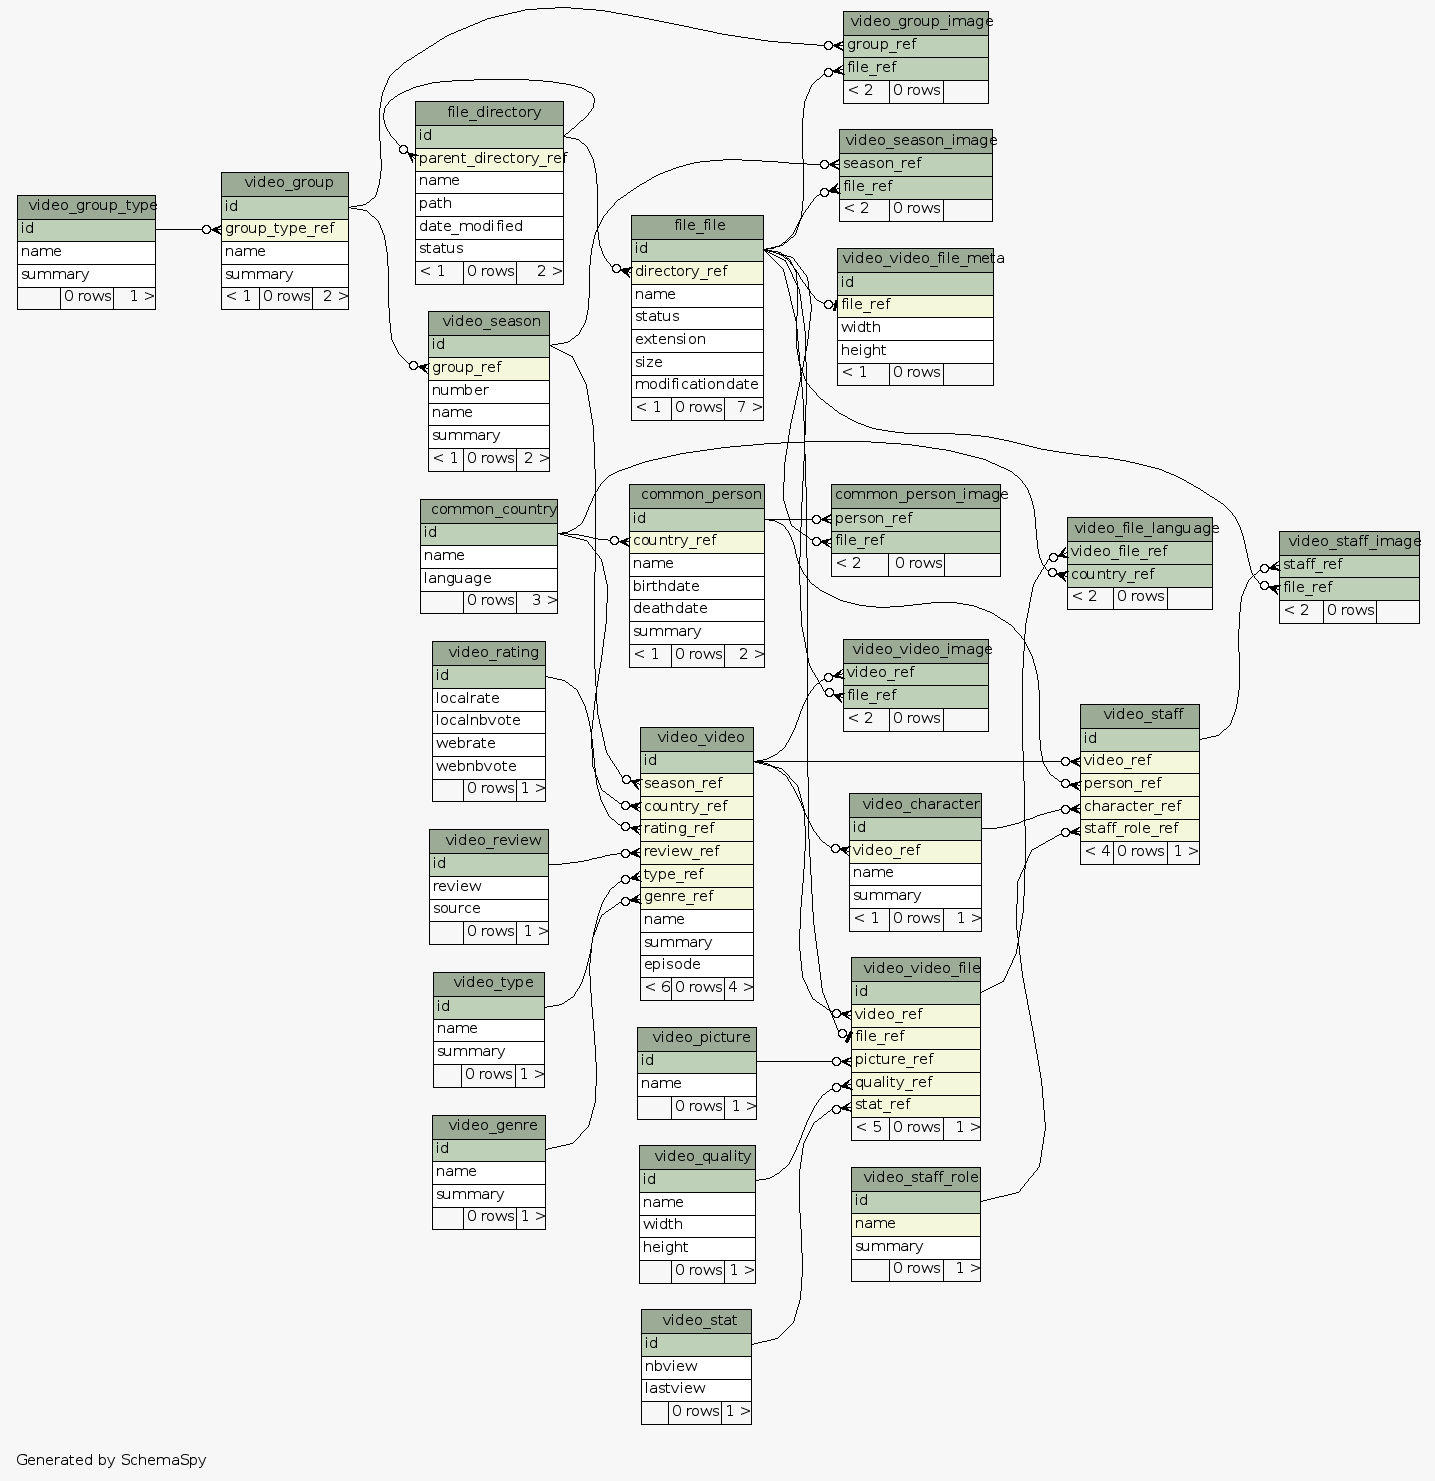 video_group_image
group_ref
file_ref
< 2 0 rows
file_directory
id
parent_directory_ref
name
path
date_modified
status
< 1 0 rows 2 >
video_season_image
season_ref
file_ref
< 2 0 rows
video_group_type
id
name
summary
0 rows 1 >
video_group
id
group_type_ref
name
summary
< 1 0 rows 2 >
file_file
id
directory_ref
name
status
extension
size
modificationdate
< 1 0 rows 7 >
video_video_file_meta
id
file_ref
width
height
< 1 0 rows
video_season
id
group_ref
number
name
summary
< 1 0 rows 2 >
common_country
id
name
language
0 rows 3 >
common_person
id
country_ref
name
birthdate
deathdate
summary
< 1 0 rows 2 >
common_person_image
person_ref
file_ref
< 2 0 rows
video_file_language
video_file_ref
country_ref
< 2 0 rows
video_staff_image
staff_ref
file_ref
< 2 0 rows
video_rating
id
localrate
localnbvote
webrate
webnbvote
0 rows 1 >
video_video_image
video_ref
file_ref
< 2 0 rows
video_staff
id
video_ref
person_ref
character_ref
staff_role_ref
< 4 0 rows 1 >
video_video
id
season_ref
country_ref
rating_ref
review_ref
type_ref
genre_ref
name
summary
episode
< 6 0 rows 4 >
video_character
id
video_ref
name
summary
< 1 0 rows 1 >
video_review
id
review
source
0 rows 1 >
video_type
id
name
summary
0 rows 1 >
video_video_file
id
video_ref
file_ref
picture_ref
quality_ref
stat_ref
< 5 0 rows 1 >
video_picture
id
name
0 rows 1 >
video_genre
id
name
summary
0 rows 1 >
video_quality
id
name
width
height
0 rows 1 >
video_staff_role
id
name
summary
0 rows 1 >
video_stat
id
nbview
lastview
0 rows 1 >
Generated by SchemaSpy